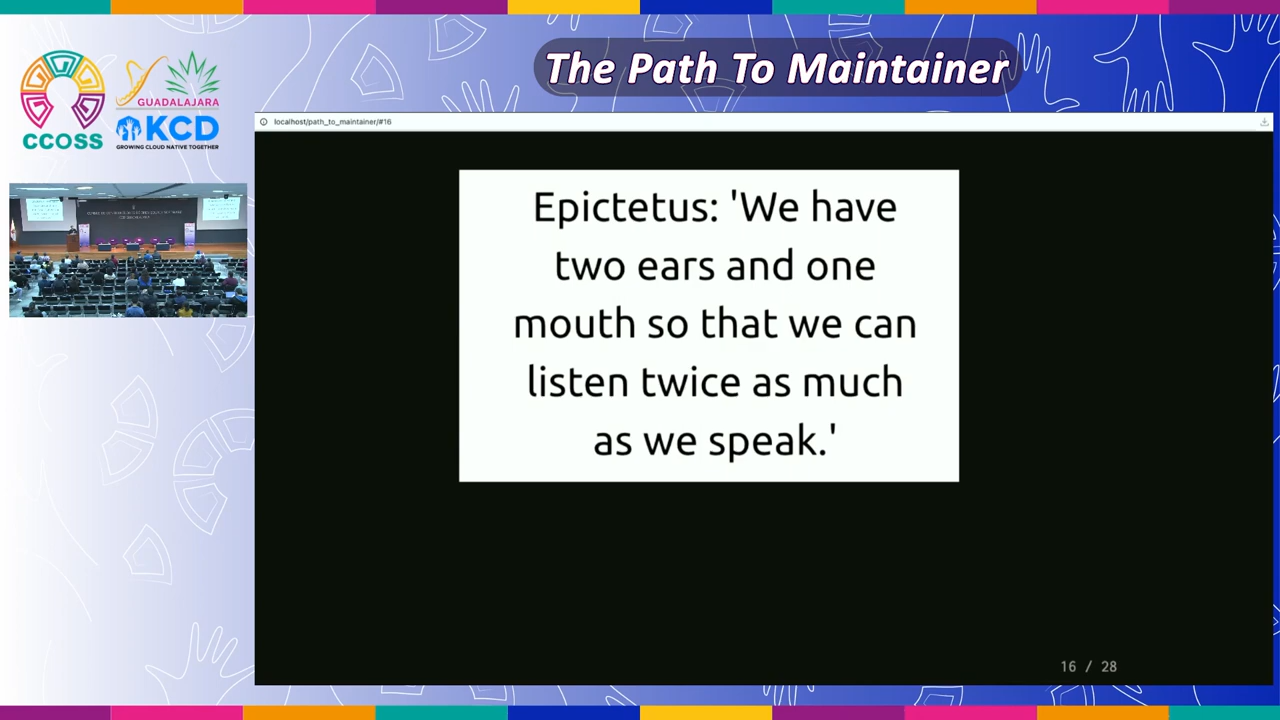 The Path To Maintainer
CCOSS
GUADALAJARA
KCD
GROWING CLOUD NATIVE TOGETHER
localhost/path_to_maintainer/#16
Epictetus: 'We have
two ears and one
mouth so that we can
listen twice as much
as we speak.'
16 / 28